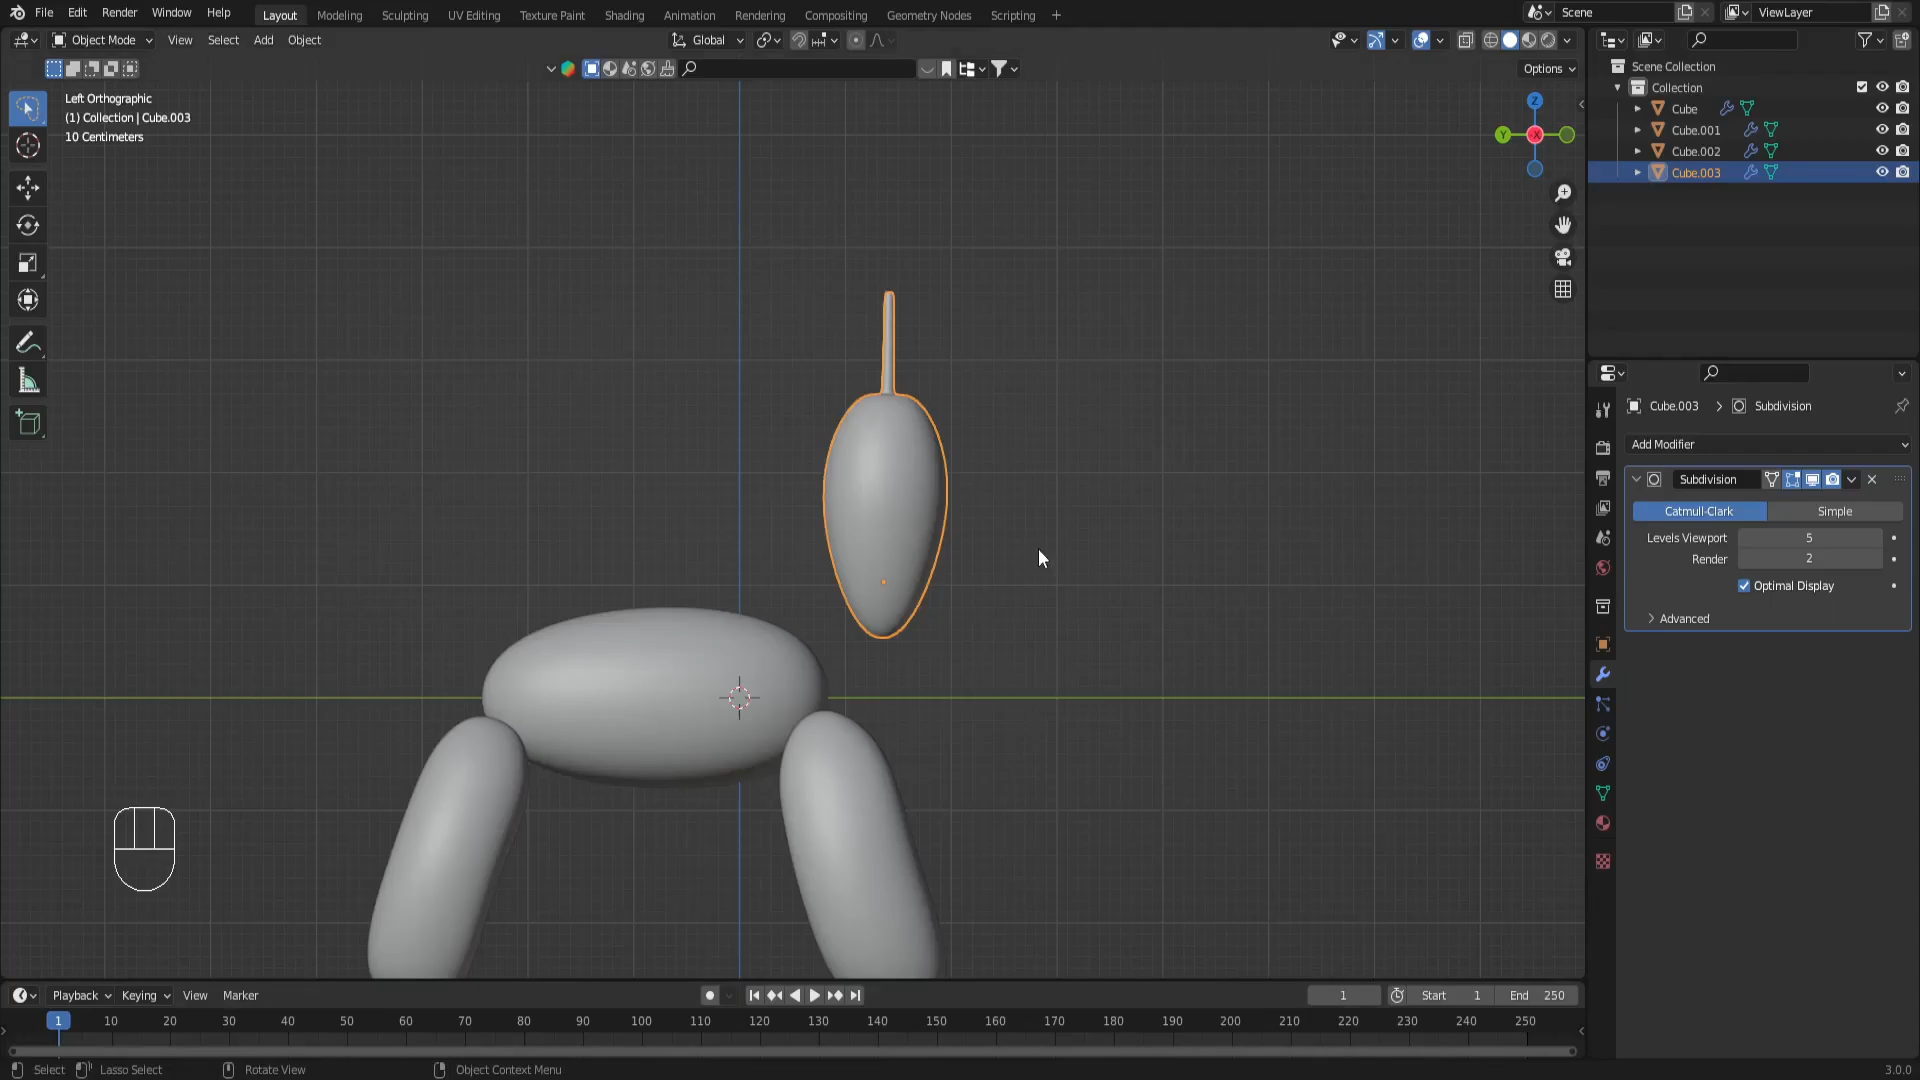 File Edit Render Window Help Layout Modeling Sculpting UV Editing Texture Paint Shading Animation Rendering Compositing Geometry Nodes Scripting + Scene ViewLayer
Object Mode View Select Add Object Global
Options
Left Orthographic
(1) Collection | Cube.003
10 Centimeters
Z
Y
X
Scene Collection
Collection
Cube
Cube.001
Cube.002
Cube.003
Cube.003 > Subdivision
Add Modifier
Subdivision
Catmull-Clark Simple
Levels Viewport 5
Render 2
Optimal Display
> Advanced
Playback Keying View Marker 1 Start 1 End 250
1 10 20 30 40 50 60 70 80 90 100 110 120 130 140 150 160 170 180 190 200 210 220 230 240 250
Select Lasso Select Rotate View Object Context Menu 3.0.0